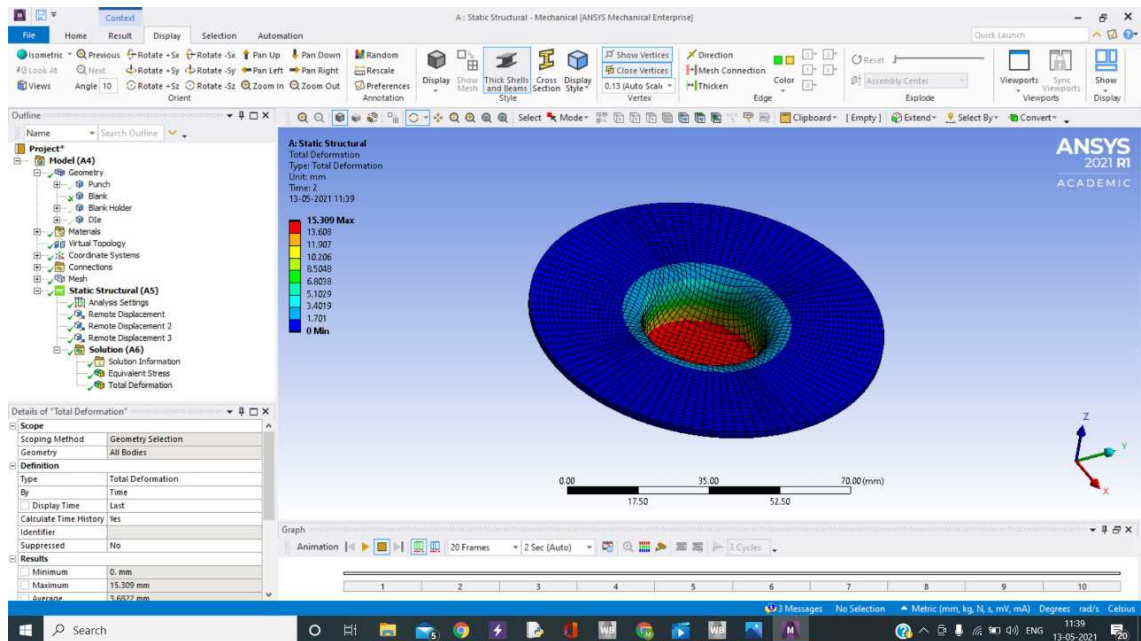 Context
A : Static Structural - Mechanical [ANSYS Mechanical Enterprise]
File Home Result Display Selection Automation
Quick Launch
Isometric Previous Rotate +Sx Rotate -Sx Pan Up Pan Down
Look At Next Rotate +Sy Rotate -Sy Pan Left Pan Right
Views Angle 10 Rotate +Sz Rotate -Sz Zoom In Zoom Out
Orient
Random
Rescale
Preferences
Annotation
Display Show Mesh Thick Shells and Beams Cross Section Display Style
Style
Show Vertices
Close Vertices
0.13 (Auto Scale
Vertex
Direction
Mesh Connection
Thicken
Color
Edge
Reset
Assembly Center
Explode
Viewports Sync Viewports
Viewports
Show
Display
Outline
Name Search Outline
Select Mode Clipboard [Empty] Extend Select By Convert
Project*
Model (A4)
Geometry
Punch
Blank
Blank Holder
DIe
Materials
Virtual Topology
Coordinate Systems
Connections
Mesh
Static Structural (A5)
Analysis Settings
Remote Displacement
Remote Displacement 2
Remote Displacement 3
Solution (A6)
Solution Information
Equivalent Stress
Total Deformation
A: Static Structural
Total Deformation
Type: Total Deformation
Unit: mm
Time: 2
13-05-2021 11:39
15.309 Max
13.608
11.907
10.206
8.5048
6.8038
5.1029
3.4019
1.701
0 Min
ANSYS
2021 R1
ACADEMIC
Z
Y
X
0.00 35.00 70.00 (mm)
17.50 52.50
Details of "Total Deformation"
Scope
Scoping Method Geometry Selection
Geometry All Bodies
Definition
Type Total Deformation
By Time
Display Time Last
Calculate Time History Yes
Identifier
Suppressed No
Results
Minimum 0. mm
Maximum 15.309 mm
Average 3.6822 mm
Graph
Animation 20 Frames 2 Sec (Auto) 3 Cycles
1 2 3 4 5 6 7 8 9 10
3 Messages No Selection Metric (mm, kg, N, s, mV, mA) Degrees rad/s Celsius
Search
WB WB M
ENG
11:39
13-05-2021
20